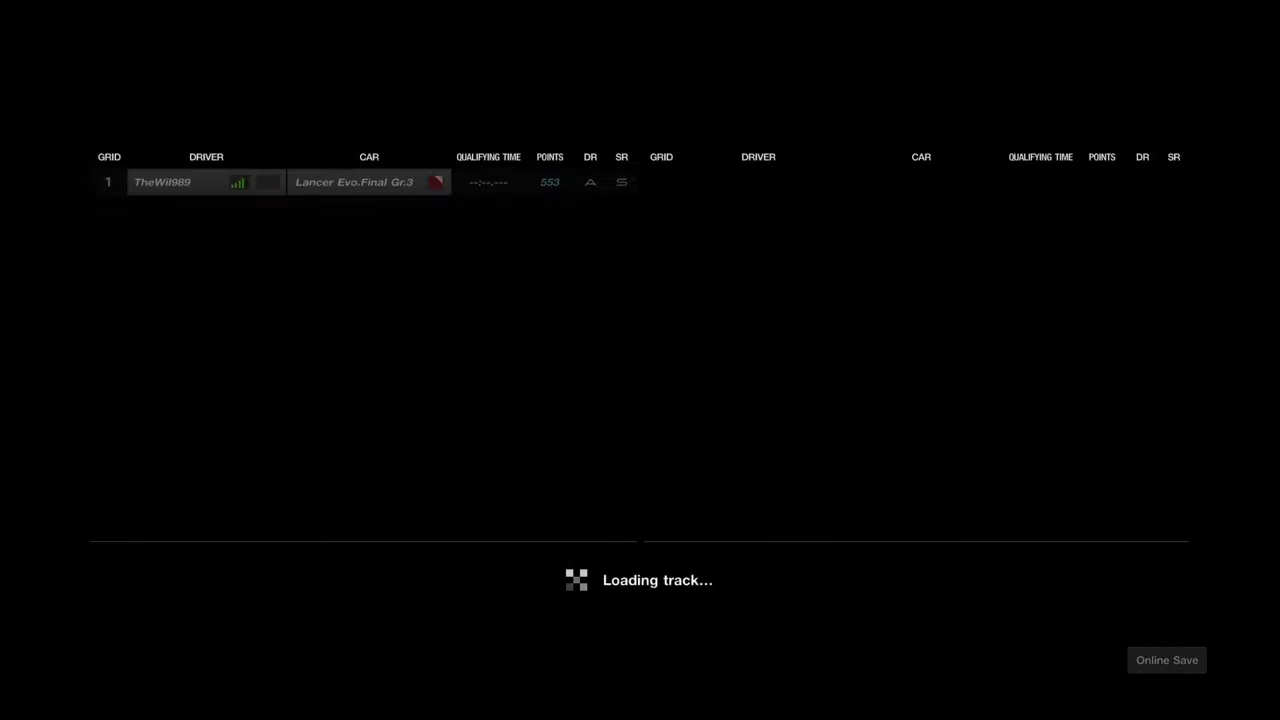 GRID DRIVER CAR QUALIFYING TIME POINTS DR SR GRID DRIVER CAR QUALIFYING TIME POINTS DR SR
1 TheWil989 Lancer Evo.Final Gr.3 --:--.--- 553 A S
Loading track...
Online Save